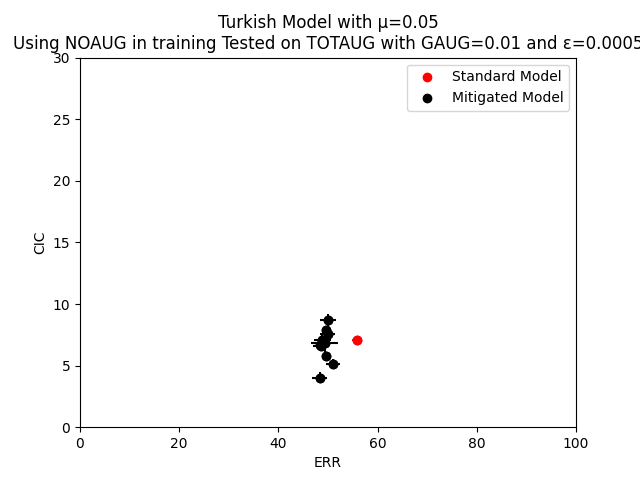 Turkish Model with μ=0.05
Using NOAUG in training Tested on TOTAUG with GAUG=0.01 and ε=0.0005
Standard Model
Mitigated Model
30
25
20
15
10
5
0
CIC
0 20 40 60 80 100
ERR